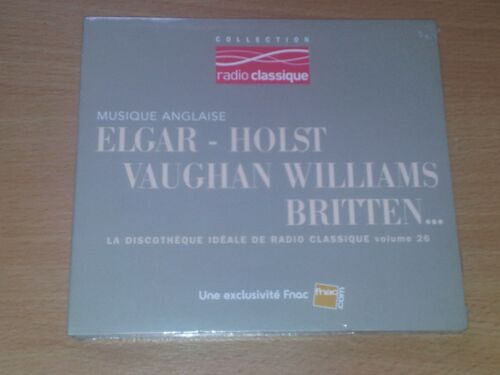 COLLECTION
radio classique
MUSIQUE ANGLAISE
ELGAR - HOLST
VAUGHAN WILLIAMS
BRITTEN...
LA DISCOTHÈQUE IDÉALE DE RADIO CLASSIQUE volume 26
Une exclusivité Fnac
fnac
.com